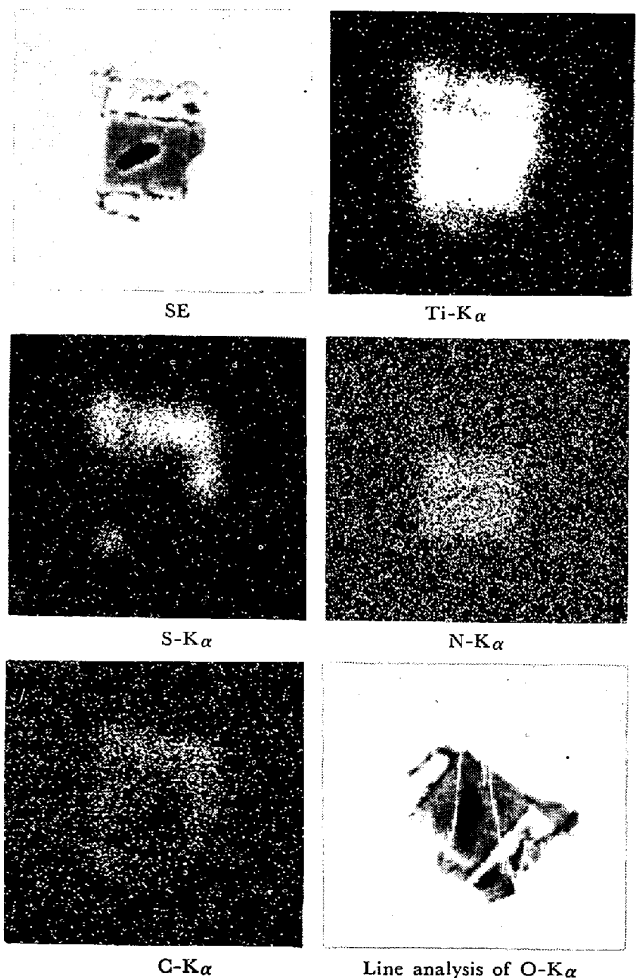 SE
Ti-Kα
S-Kα
N-Kα
C-Kα
Line analysis of O-Kα